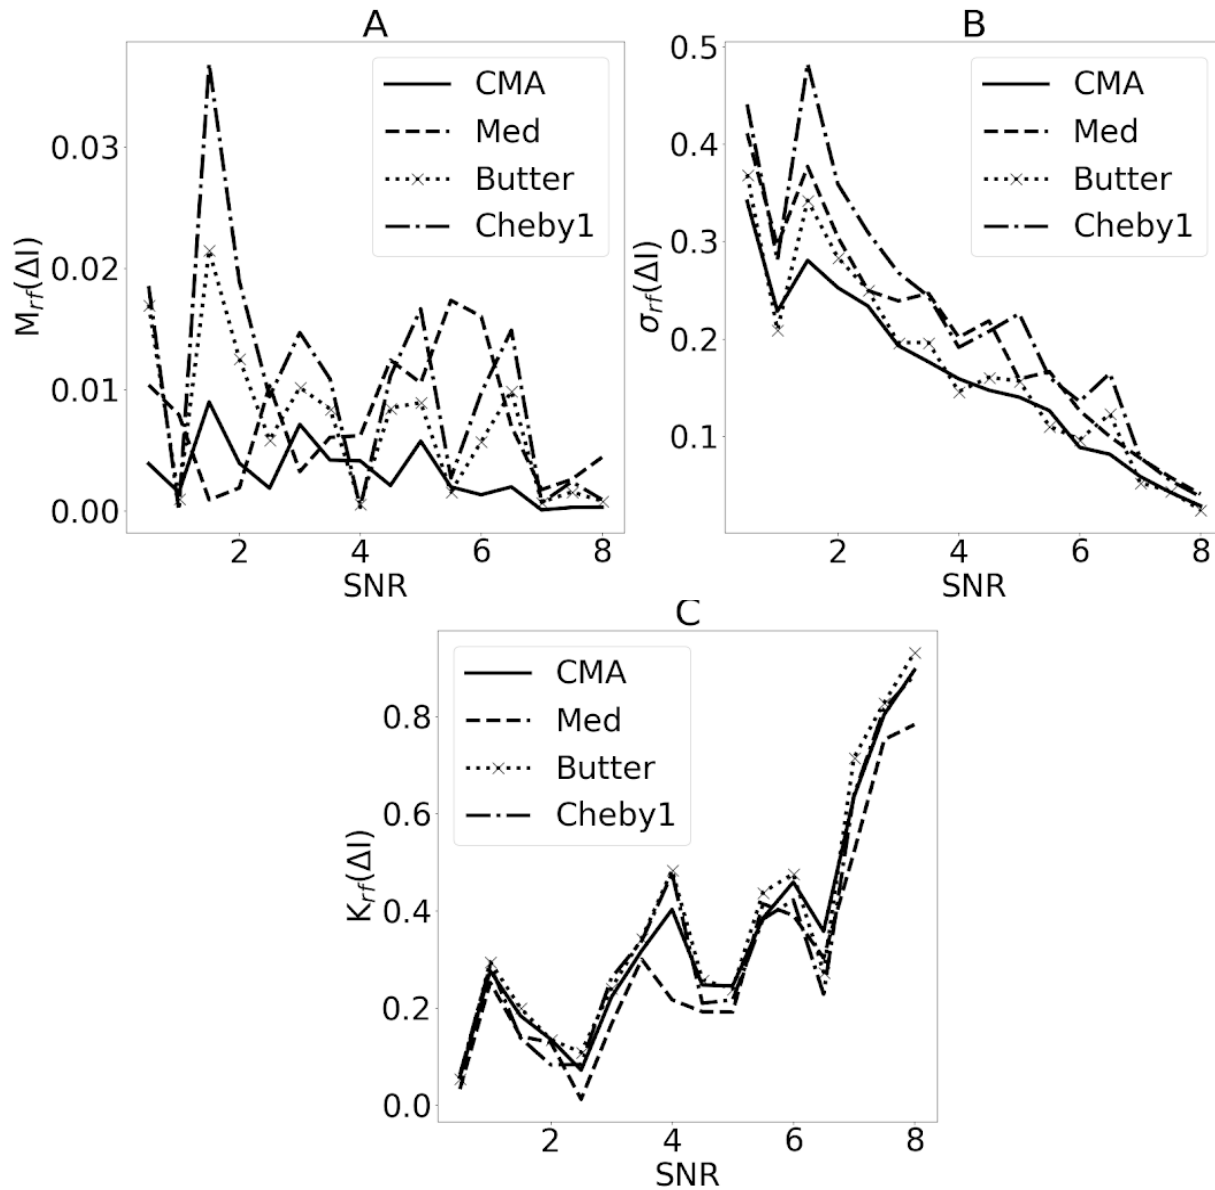 A
M_rf(ΔI)
0.03
0.02
0.01
0.00
CMA
Med
Butter
Cheby1
2 4 6 8
SNR
B
σ_rf(ΔI)
0.5
0.4
0.3
0.2
0.1
CMA
Med
Butter
Cheby1
2 4 6 8
SNR
C
K_rf(ΔI)
0.8
0.6
0.4
0.2
0.0
CMA
Med
Butter
Cheby1
2 4 6 8
SNR